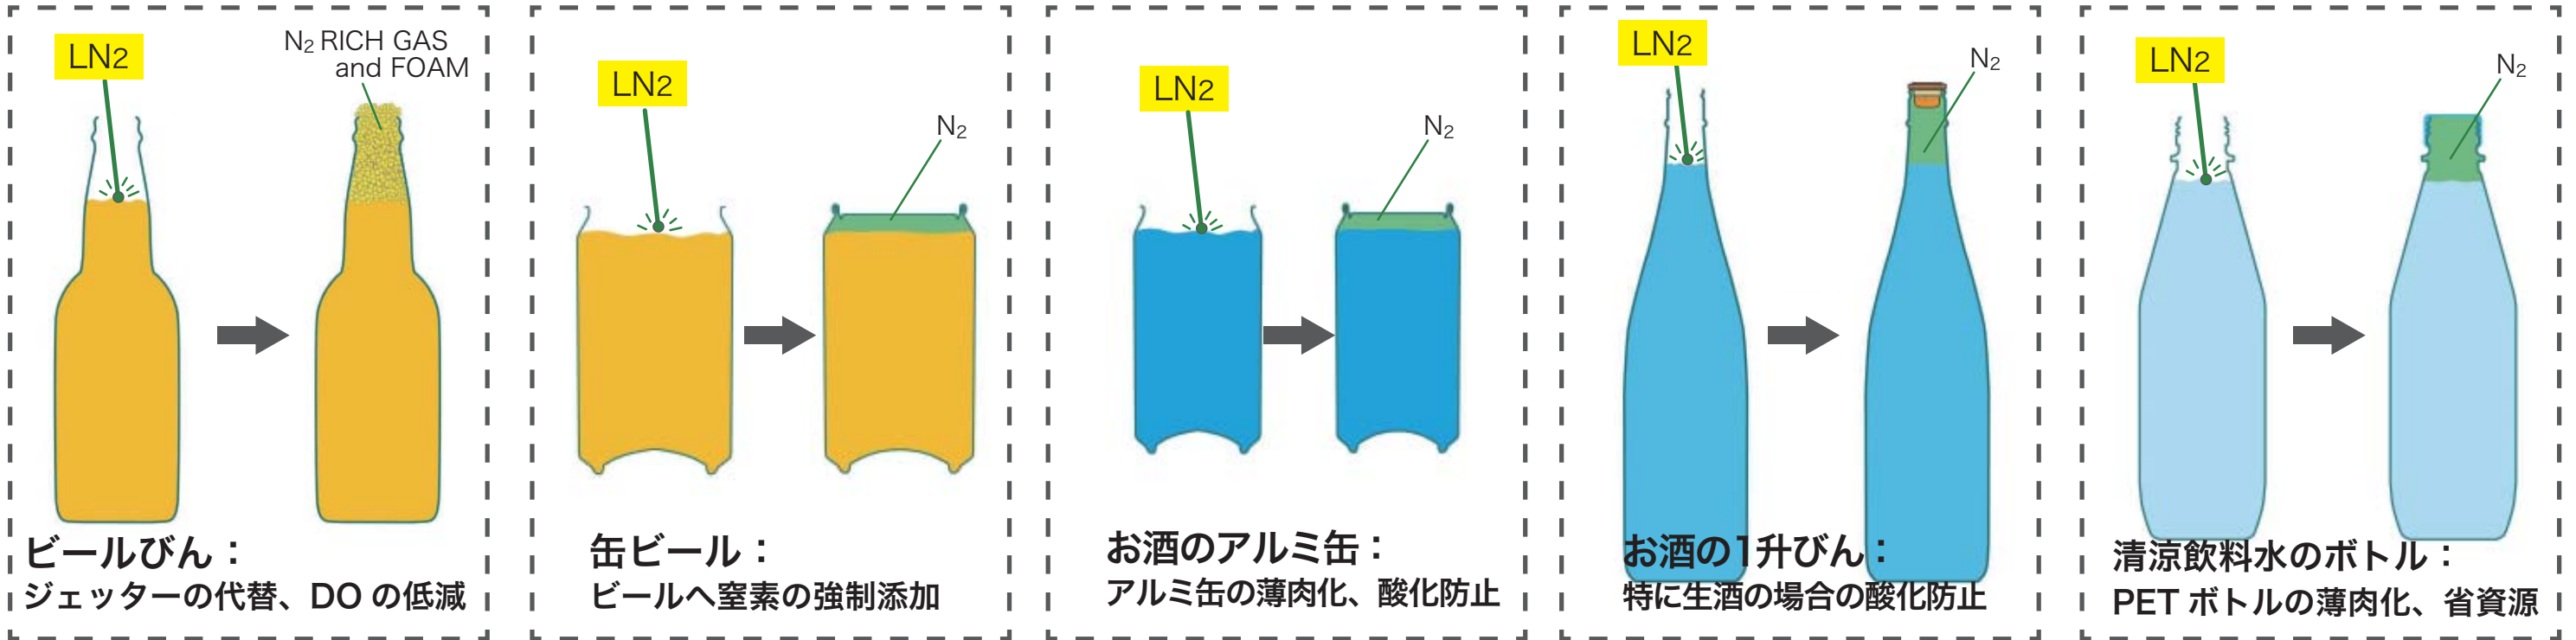 LN2
N2 RICH GAS
and FOAM
ビールびん：
ジェッターの代替、DO の低減
LN2
N2
缶ビール：
ビールへ窒素の強制添加
LN2
N2
お酒のアルミ缶：
アルミ缶の薄肉化、酸化防止
LN2
N2
お酒の1升びん：
特に生酒の場合の酸化防止
LN2
N2
清涼飲料水のボトル：
PET ボトルの薄肉化、省資源